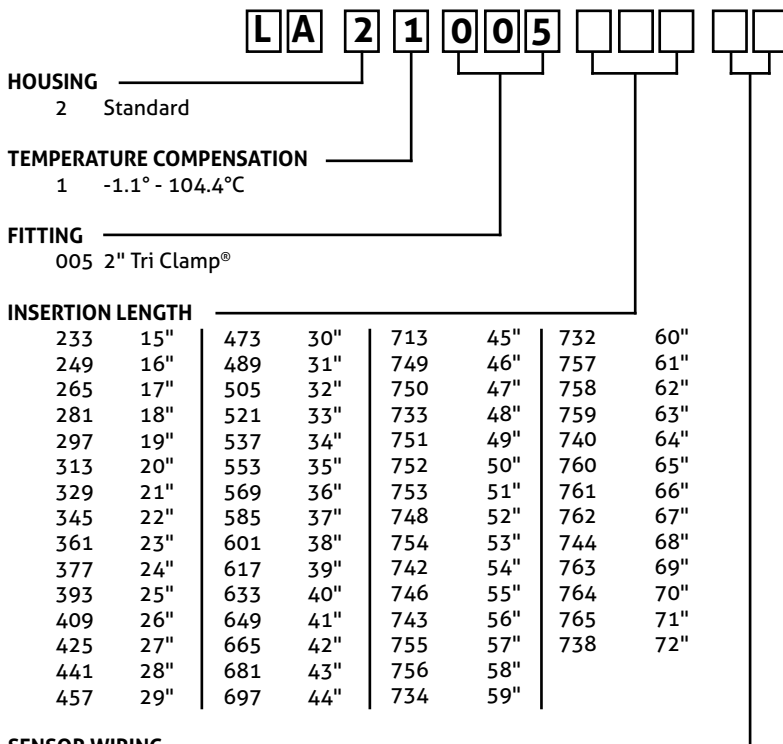 LA 2 1 005
HOUSING
2 Standard
TEMPERATURE COMPENSATION
1 -1.1° - 104.4°C
FITTING
005 2" Tri Clamp®
INSERTION LENGTH
233 15" 473 30" 713 45" 732 60"
249 16" 489 31" 749 46" 757 61"
265 17" 505 32" 750 47" 758 62"
281 18" 521 33" 733 48" 759 63"
297 19" 537 34" 751 49" 740 64"
313 20" 553 35" 752 50" 760 65"
329 21" 569 36" 753 51" 761 66"
345 22" 585 37" 748 52" 762 67"
361 23" 601 38" 754 53" 744 68"
377 24" 617 39" 742 54" 763 69"
393 25" 633 40" 746 55" 764 70"
409 26" 649 41" 743 56" 765 71"
425 27" 665 42" 755 57" 738 72"
441 28" 681 43" 756 58"
457 29" 697 44" 734 59"
SENSOR WIRING